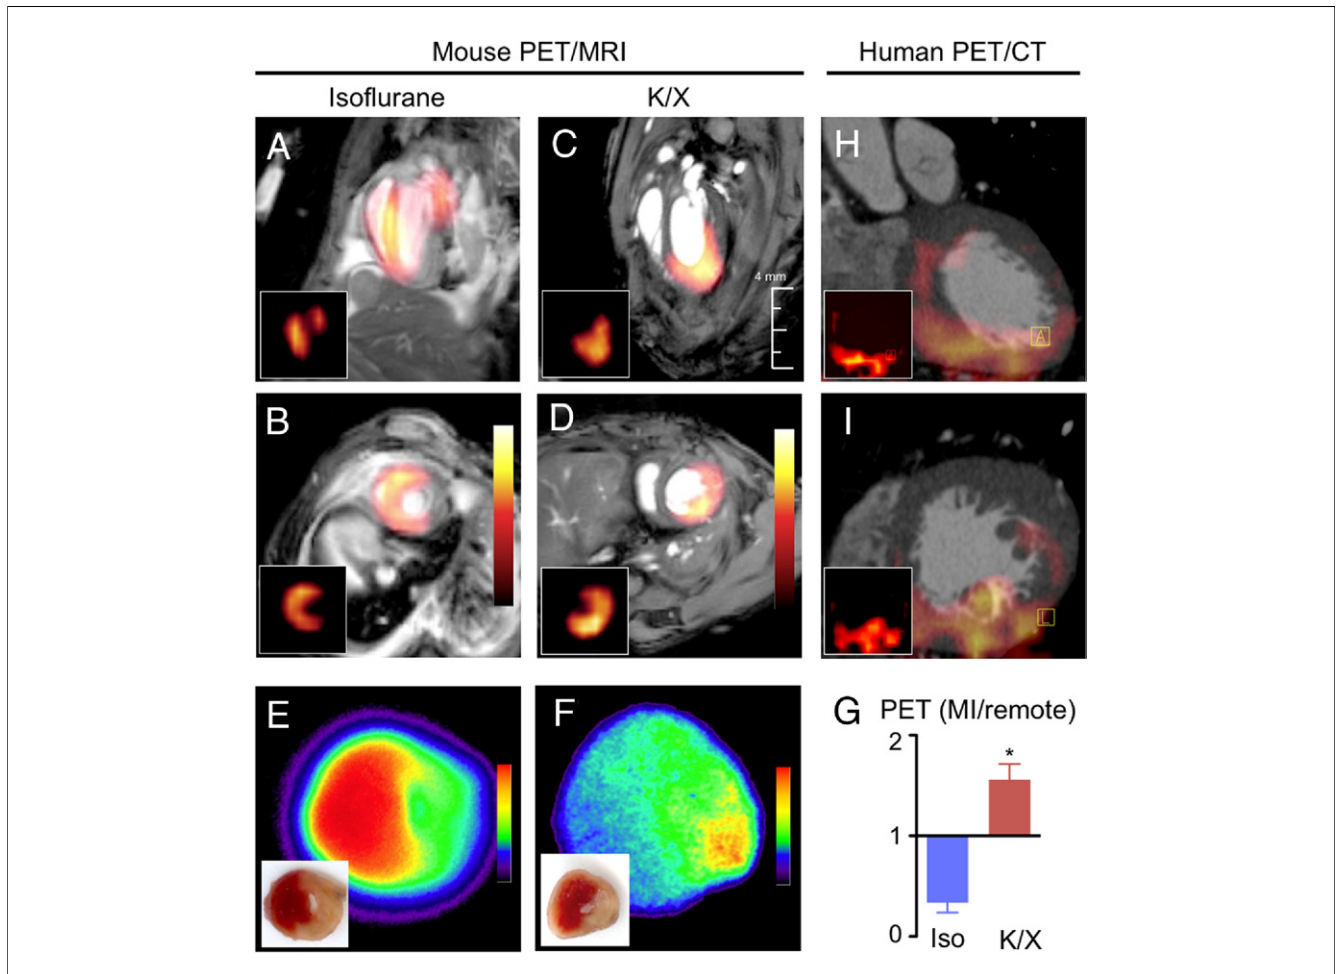 Mouse PET/MRI
Human PET/CT
Isoflurane
K/X
A
C
H
4 mm
A
B
D
I
L
E
F
G PET (MI/remote)
2
*
1
0
Iso
K/X